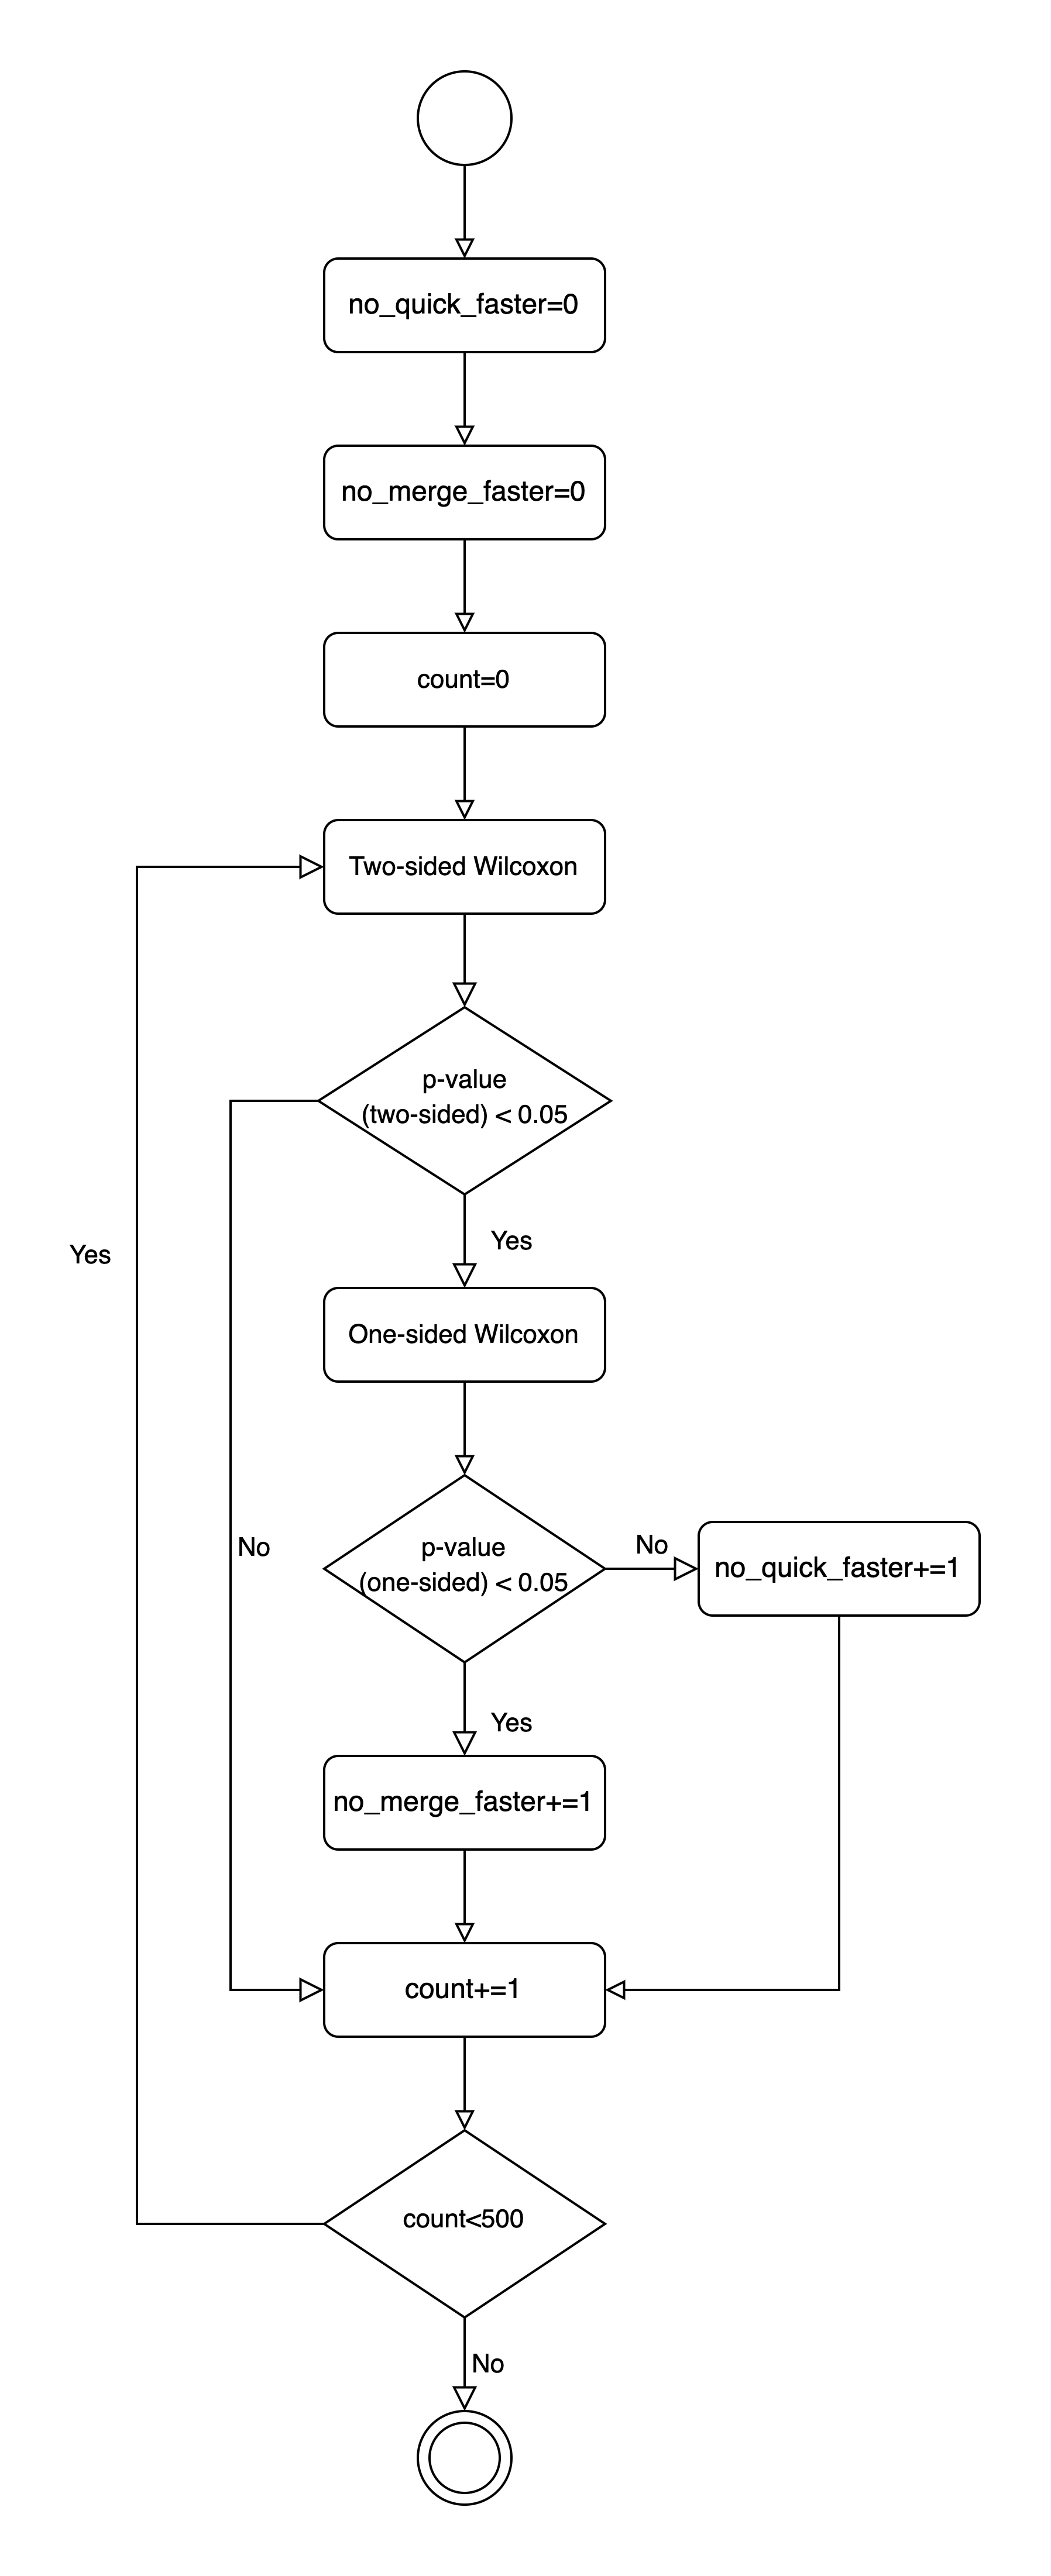 no_quick_faster=0
no_merge_faster=0
count=0
Two-sided Wilcoxon
p-value
(two-sided) < 0.05
Yes
Yes
One-sided Wilcoxon
No
p-value
(one-sided) < 0.05
No
no_quick_faster+=1
Yes
no_merge_faster+=1
count+=1
count<500
No